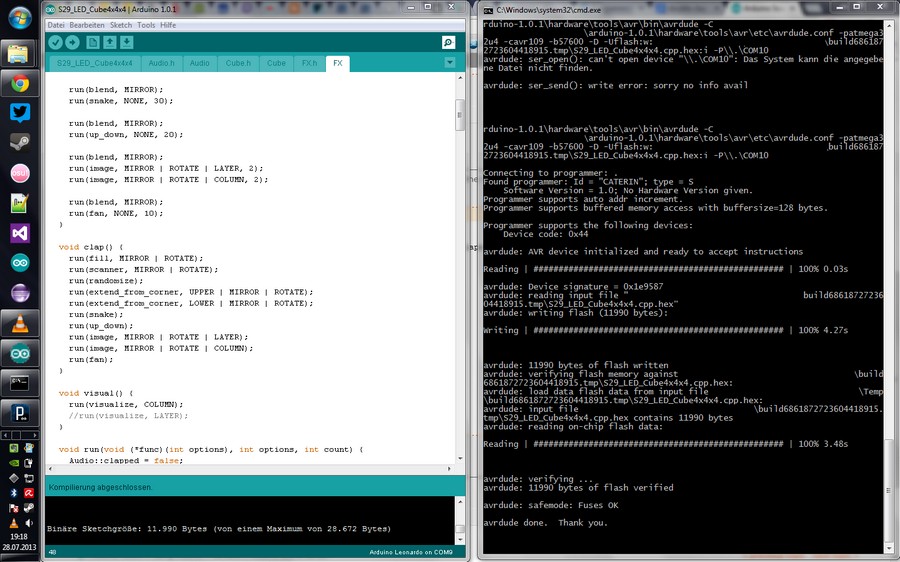 S29_LED_Cube4x4x4 | Arduino 1.0.1
Datei Bearbeiten Sketch Tools Hilfe
S29_LED_Cube4x4x4 Audio.h Audio Cube.h Cube FX.h FX
run(blend, MIRROR);
run(snake, NONE, 30);
run(blend, MIRROR);
run(up_down, NONE, 20);
run(blend, MIRROR);
run(image, MIRROR | ROTATE | LAYER, 2);
run(image, MIRROR | ROTATE | COLUMN, 2);
run(blend, MIRROR);
run(fan, NONE, 10);
}
void clap() {
run(fill, MIRROR | ROTATE);
run(scanner, MIRROR | ROTATE);
run(randomize);
run(extend_from_corner, UPPER | MIRROR | ROTATE);
run(extend_from_corner, LOWER | MIRROR | ROTATE);
run(snake);
run(up_down);
run(image, MIRROR | ROTATE | LAYER);
run(image, MIRROR | ROTATE | COLUMN);
run(fan);
}
void visual() {
run(visualize, COLUMN);
//run(visualize, LAYER);
}
void run(void (*func)(int options), int options, int count) {
Audio::clapped = false;
Kompilierung abgeschlossen.
Binäre Sketchgröße: 11.990 Bytes (von einem Maximum von 28.672 Bytes)
48
Arduino Leonardo on COM9
19:18
28.07.2013
C:\Windows\system32\cmd.exe
rduino-1.0.1\hardware\tools\avr\bin\avrdude -C
\arduino-1.0.1\hardware\tools\avr\etc\avrdude.conf -patmega3
2u4 -cavr109 -b57600 -D -Uflash:w: \build686187
2723604418915.tmp\S29_LED_Cube4x4x4.cpp.hex:i -P\\.\COM10
avrdude: ser_open(): can't open device "\\.\COM10": Das System kann die angegebe
ne Datei nicht finden.
avrdude: ser_send(): write error: sorry no info avail
rduino-1.0.1\hardware\tools\avr\bin\avrdude -C
\arduino-1.0.1\hardware\tools\avr\etc\avrdude.conf -patmega3
2u4 -cavr109 -b57600 -D -Uflash:w: build686187
2723604418915.tmp\S29_LED_Cube4x4x4.cpp.hex:i -P\\.\COM10
Connecting to programmer: .
Found programmer: Id = "CATERIN"; type = S
Software Version = 1.0; No Hardware Version given.
Programmer supports auto addr increment.
Programmer supports buffered memory access with buffersize=128 bytes.
Programmer supports the following devices:
Device code: 0x44
avrdude: AVR device initialized and ready to accept instructions
Reading | ################################################## | 100% 0.03s
avrdude: Device signature = 0x1e9587
avrdude: reading input file " build68618727236
04418915.tmp\S29_LED_Cube4x4x4.cpp.hex"
avrdude: writing flash (11990 bytes):
Writing | ################################################## | 100% 4.27s
avrdude: 11990 bytes of flash written
avrdude: verifying flash memory against \build
6861872723604418915.tmp\S29_LED_Cube4x4x4.cpp.hex:
avrdude: load data flash data from input file \Temp
\build6861872723604418915.tmp\S29_LED_Cube4x4x4.cpp.hex:
avrdude: input file \build6861872723604418915.
tmp\S29_LED_Cube4x4x4.cpp.hex contains 11990 bytes
avrdude: reading on-chip flash data:
Reading | ################################################## | 100% 3.48s
avrdude: verifying ...
avrdude: 11990 bytes of flash verified
avrdude: safemode: Fuses OK
avrdude done.  Thank you.